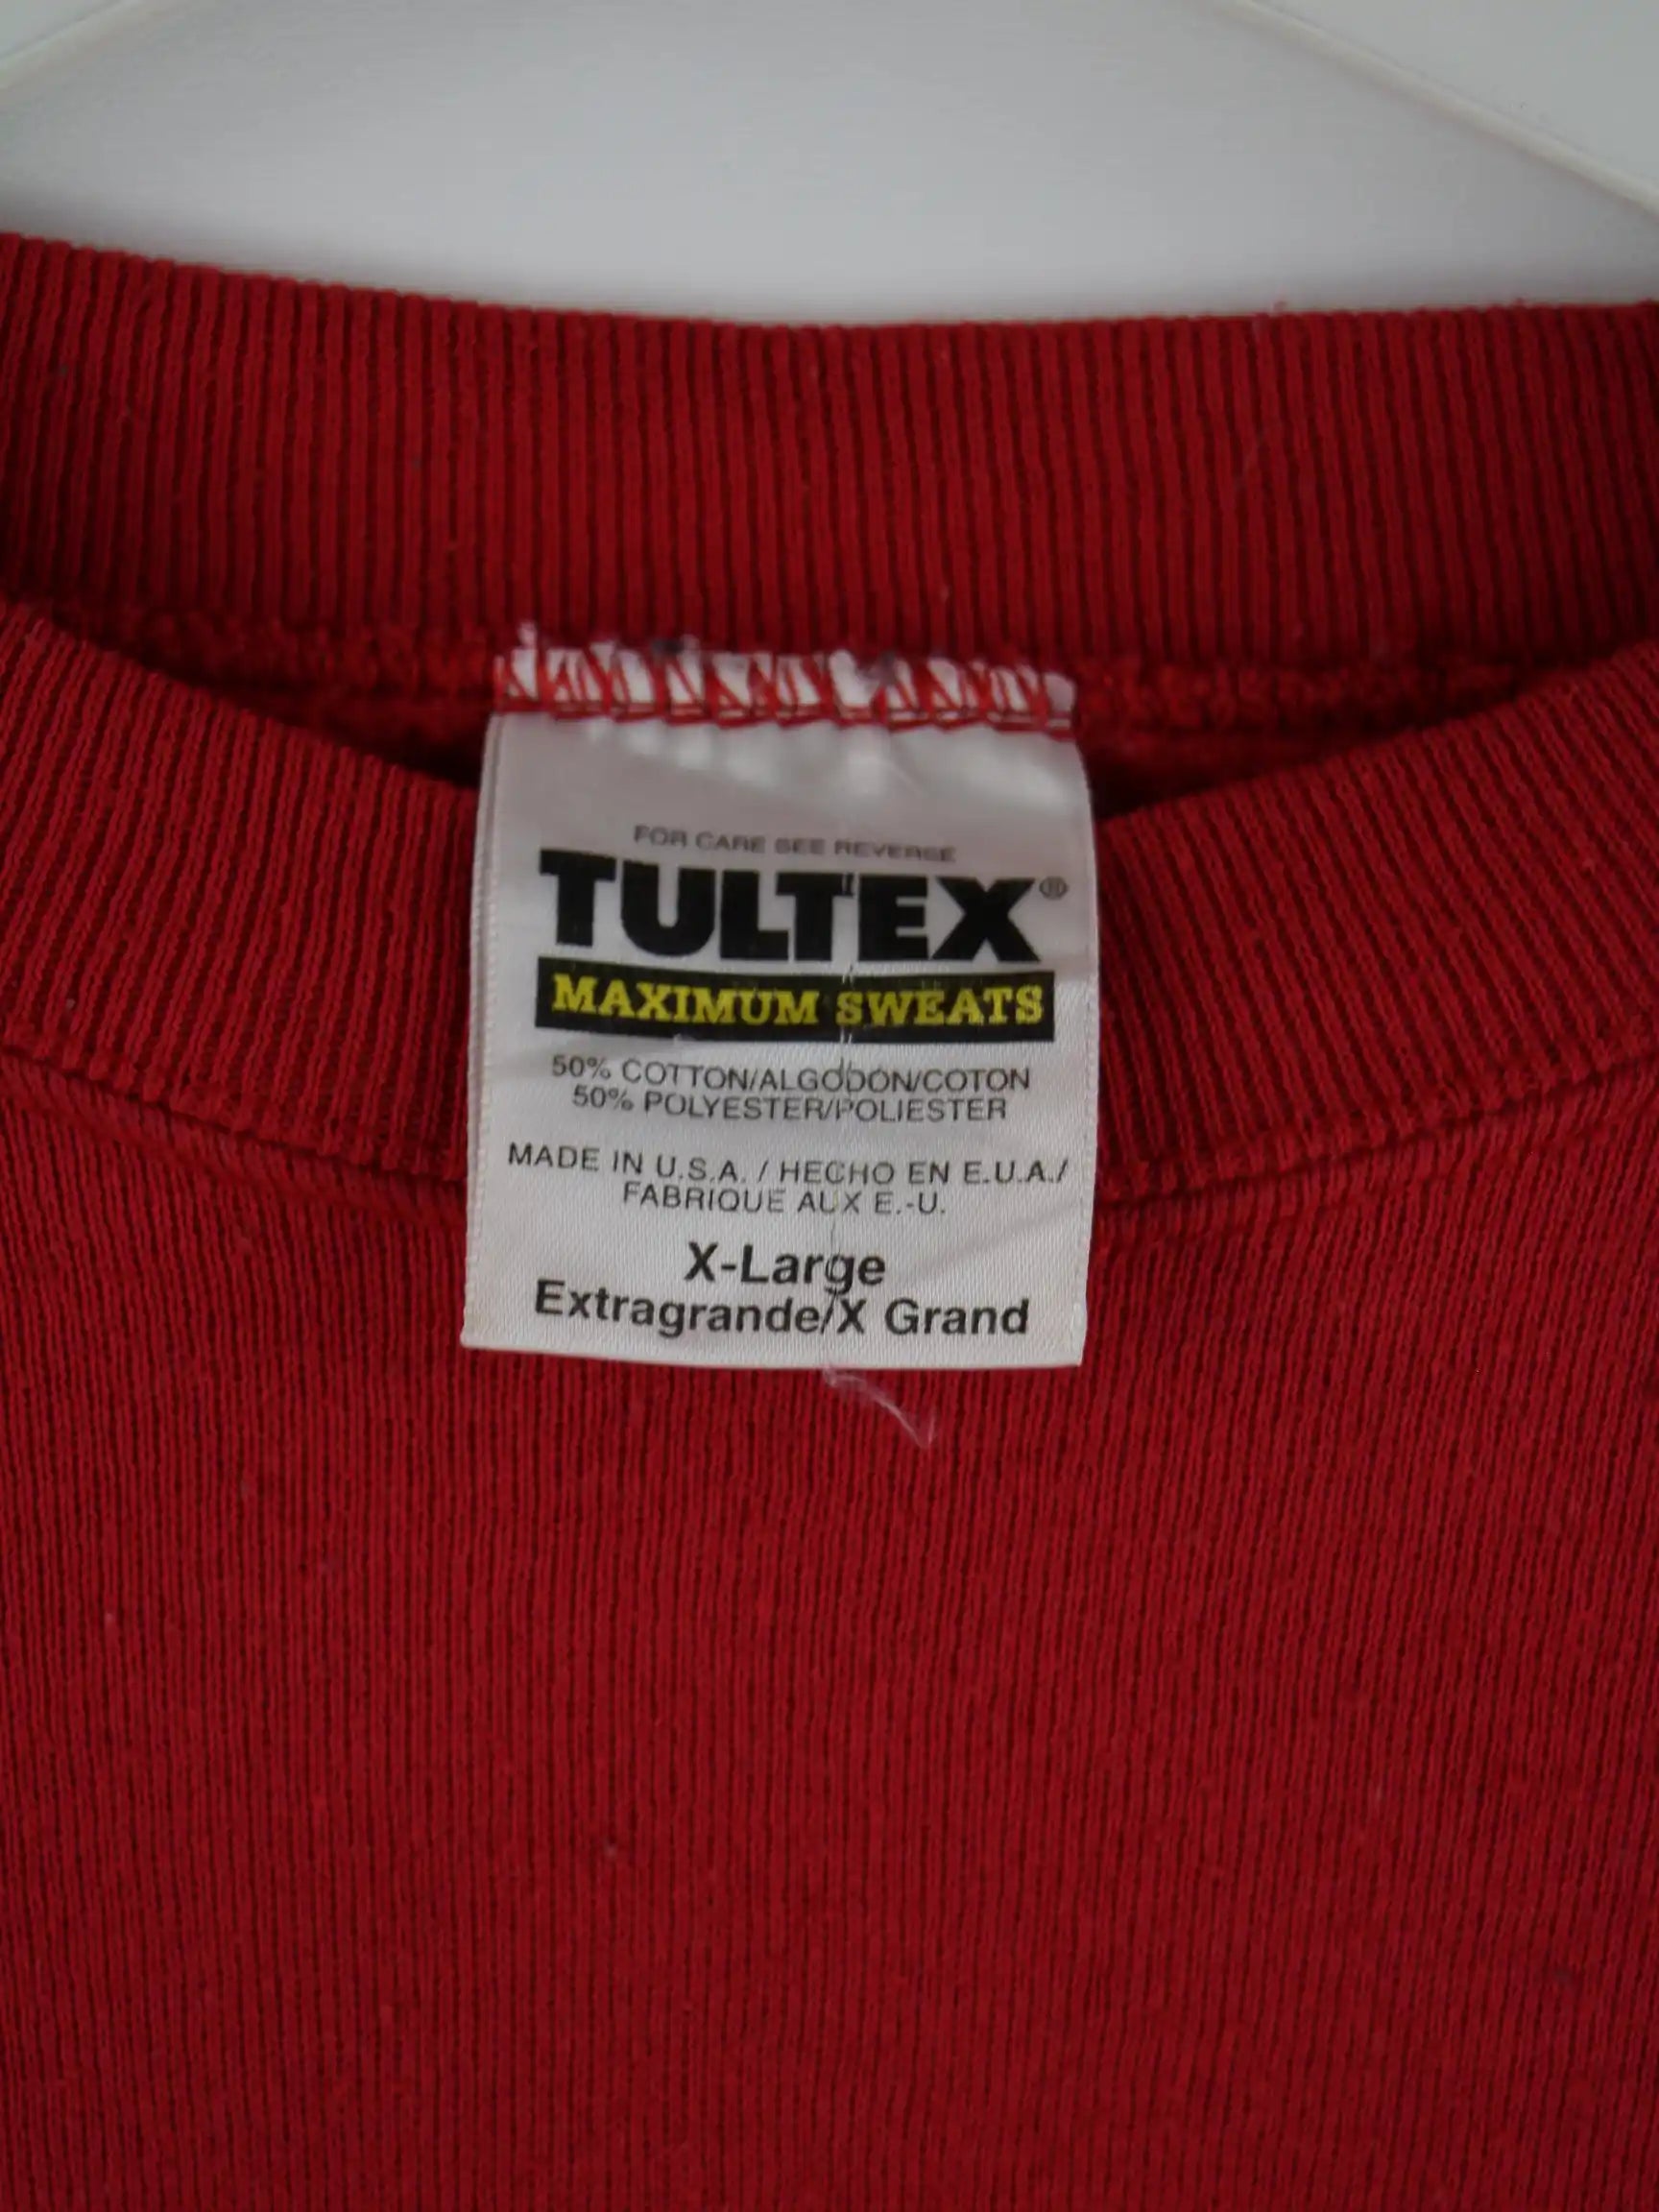 FOR CARE SEE REVERSE
TULTEX®
MAXIMUM SWEATS
50% COTTON/ALGODON/COTON
50% POLYESTER/POLIESTER
MADE IN U.S.A. / HECHO EN E.U.A./
FABRIQUE AUX E.-U.
X-Large
Extragrande/X Grand